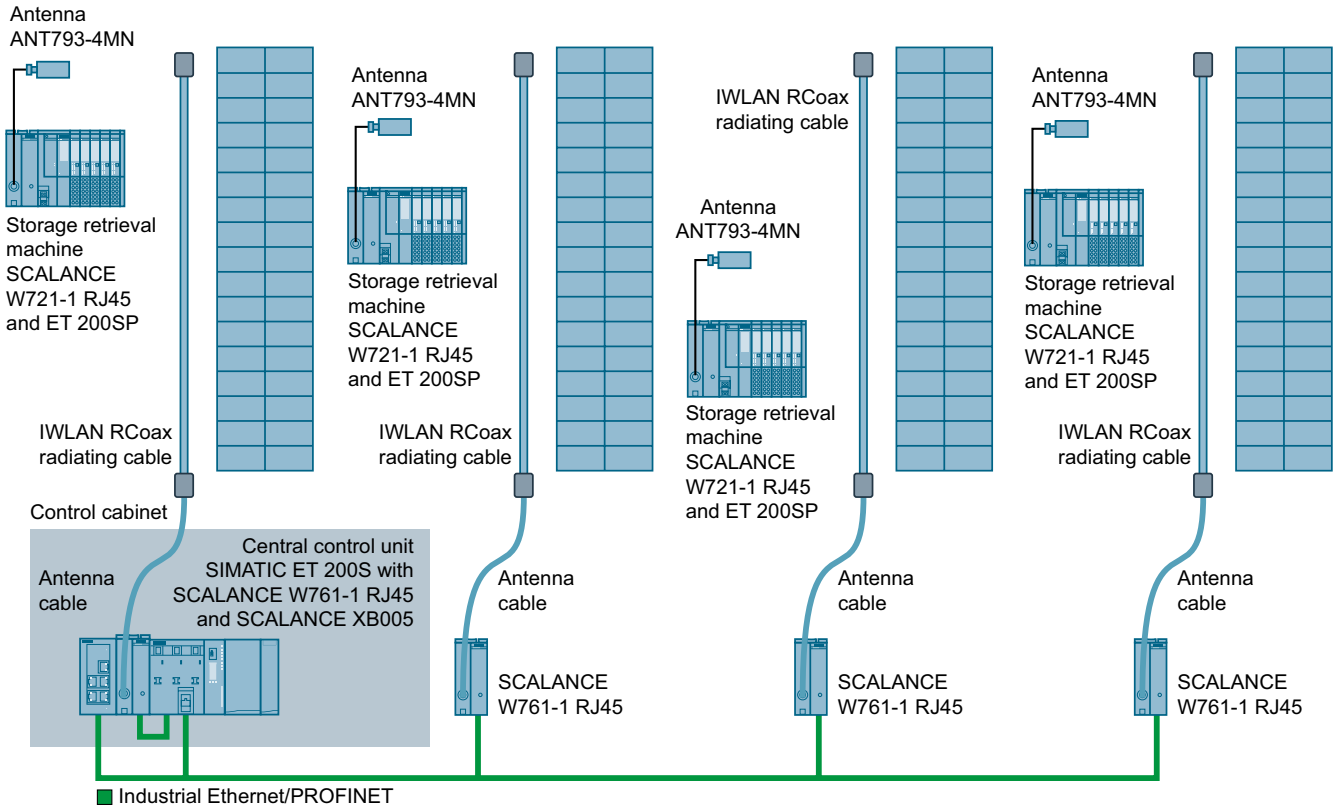 Antenna
ANT793-4MN
Storage retrieval
machine
SCALANCE
W721-1 RJ45
and ET 200SP
IWLAN RCoax
radiating cable
Antenna
ANT793-4MN
Storage retrieval
machine
SCALANCE
W721-1 RJ45
and ET 200SP
IWLAN RCoax
radiating cable
IWLAN RCoax
radiating cable
Antenna
ANT793-4MN
Storage retrieval
machine
SCALANCE
W721-1 RJ45
and ET 200SP
Antenna
ANT793-4MN
Storage retrieval
machine
SCALANCE
W721-1 RJ45
and ET 200SP
IWLAN RCoax
radiating cable
Control cabinet
Central control unit
SIMATIC ET 200S with
SCALANCE W761-1 RJ45
and SCALANCE XB005
Antenna
cable
Antenna
cable
SCALANCE
W761-1 RJ45
Antenna
cable
SCALANCE
W761-1 RJ45
Antenna
cable
SCALANCE
W761-1 RJ45
Industrial Ethernet/PROFINET